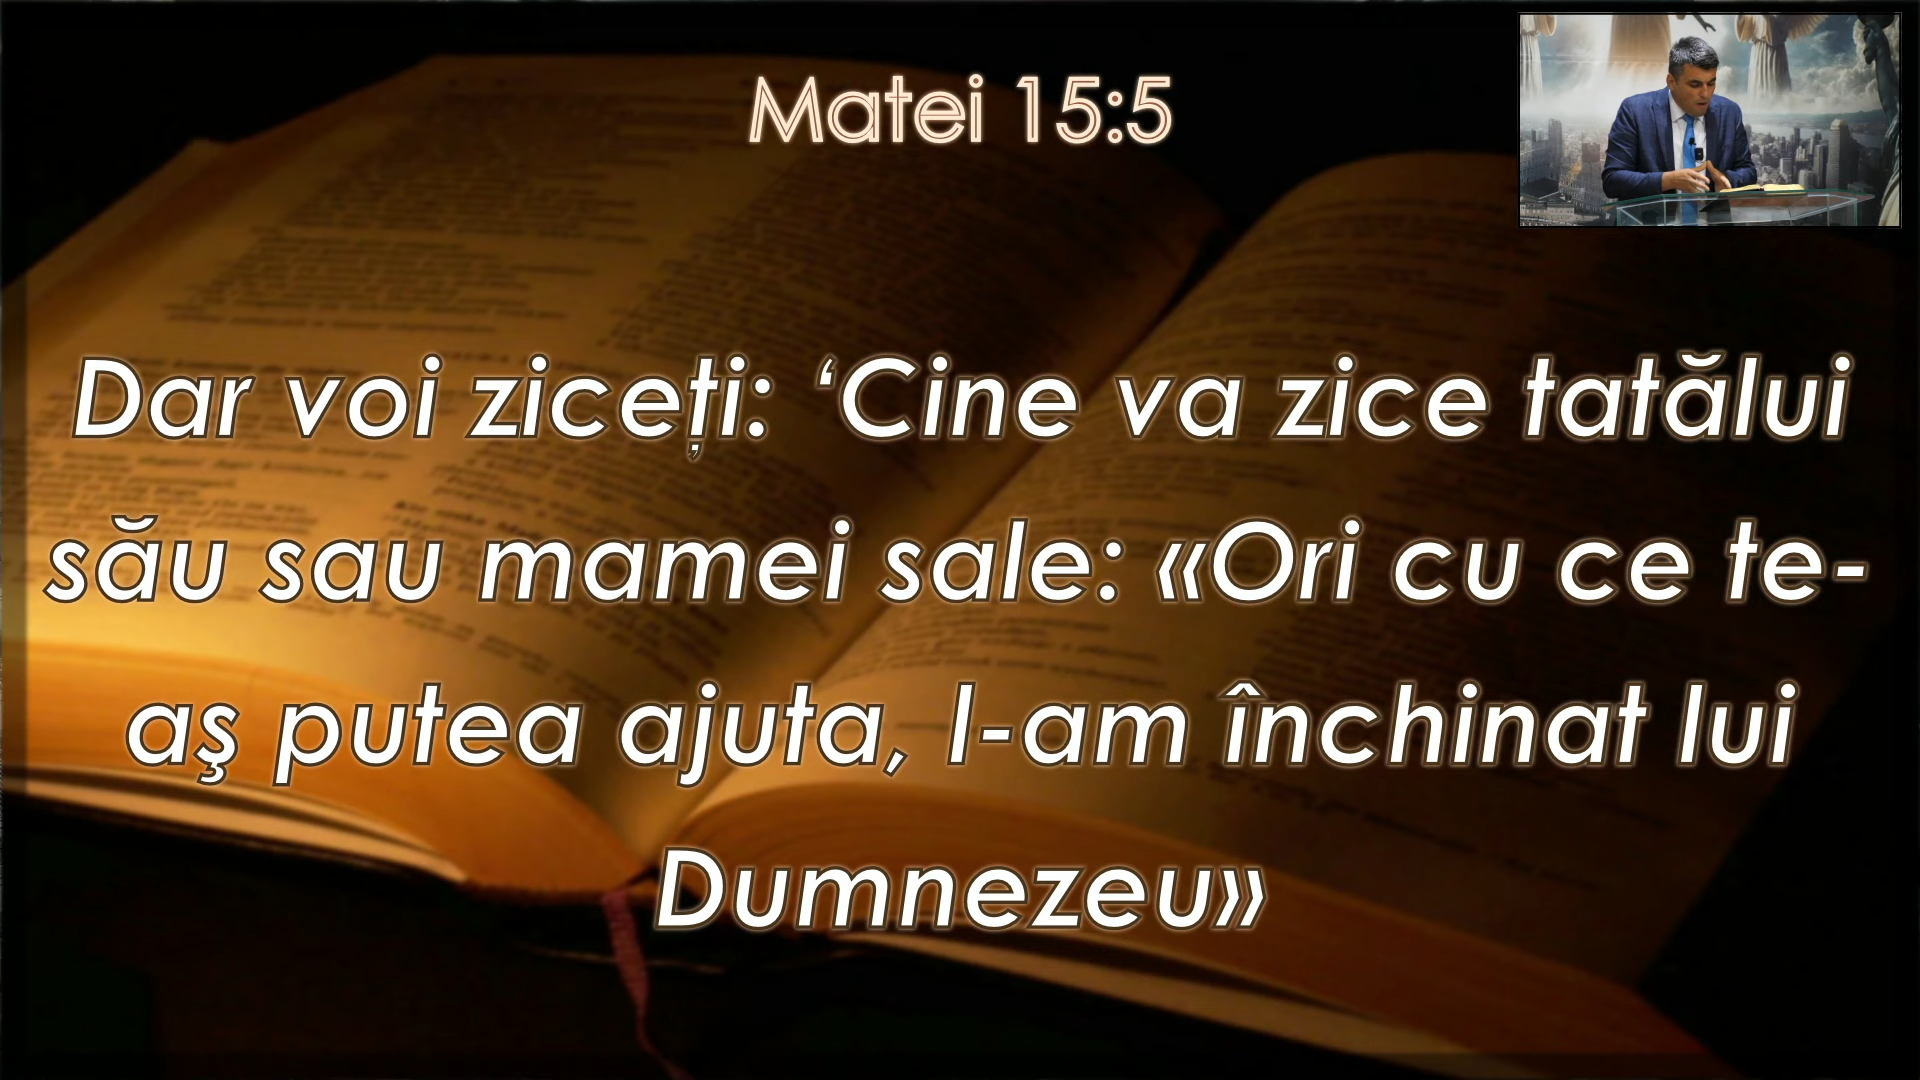 Matei 15:5
Dar voi ziceți: ‘Cine va zice tatălui
său sau mamei sale: «Ori cu ce te-
aş putea ajuta, l-am închinat lui
Dumnezeu»